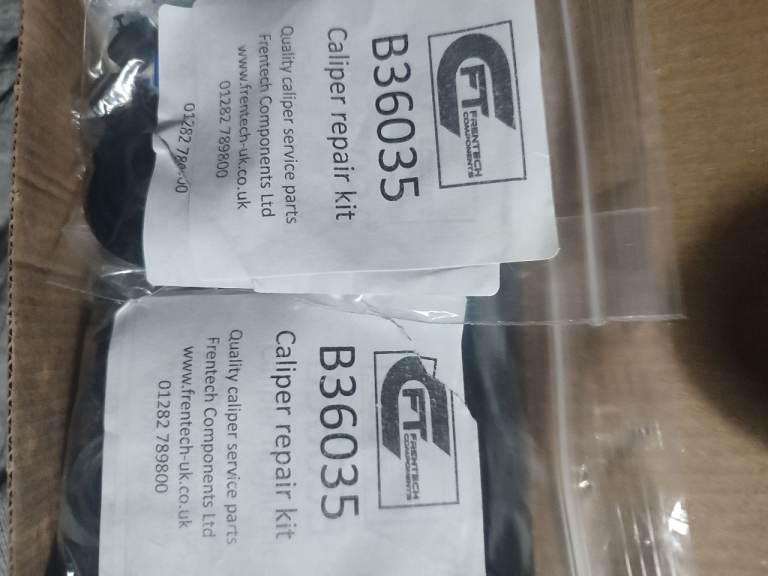 FT
FRENTECH
COMPONENTS
B36035
Caliper repair kit
Quality caliper service parts
Frentech Components Ltd
www.frentech-uk.co.uk
01282 789800
FT
FRENTECH
COMPONENTS
B36035
Caliper repair kit
Quality caliper service parts
Frentech Components Ltd
www.frentech-uk.co.uk
01282 789800